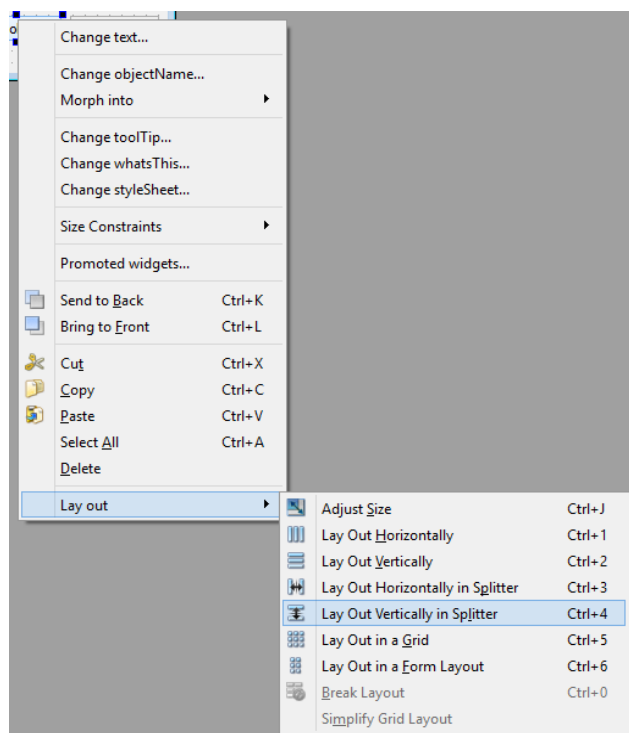 Change text...
Change objectName...
Morph into
Change toolTip...
Change whatsThis...
Change styleSheet...
Size Constraints
Promoted widgets...
Send to Back Ctrl+K
Bring to Front Ctrl+L
Cut Ctrl+X
Copy Ctrl+C
Paste Ctrl+V
Select All Ctrl+A
Delete
Lay out
Adjust Size Ctrl+J
Lay Out Horizontally Ctrl+1
Lay Out Vertically Ctrl+2
Lay Out Horizontally in Splitter Ctrl+3
Lay Out Vertically in Splitter Ctrl+4
Lay Out in a Grid Ctrl+5
Lay Out in a Form Layout Ctrl+6
Break Layout Ctrl+0
Simplify Grid Layout